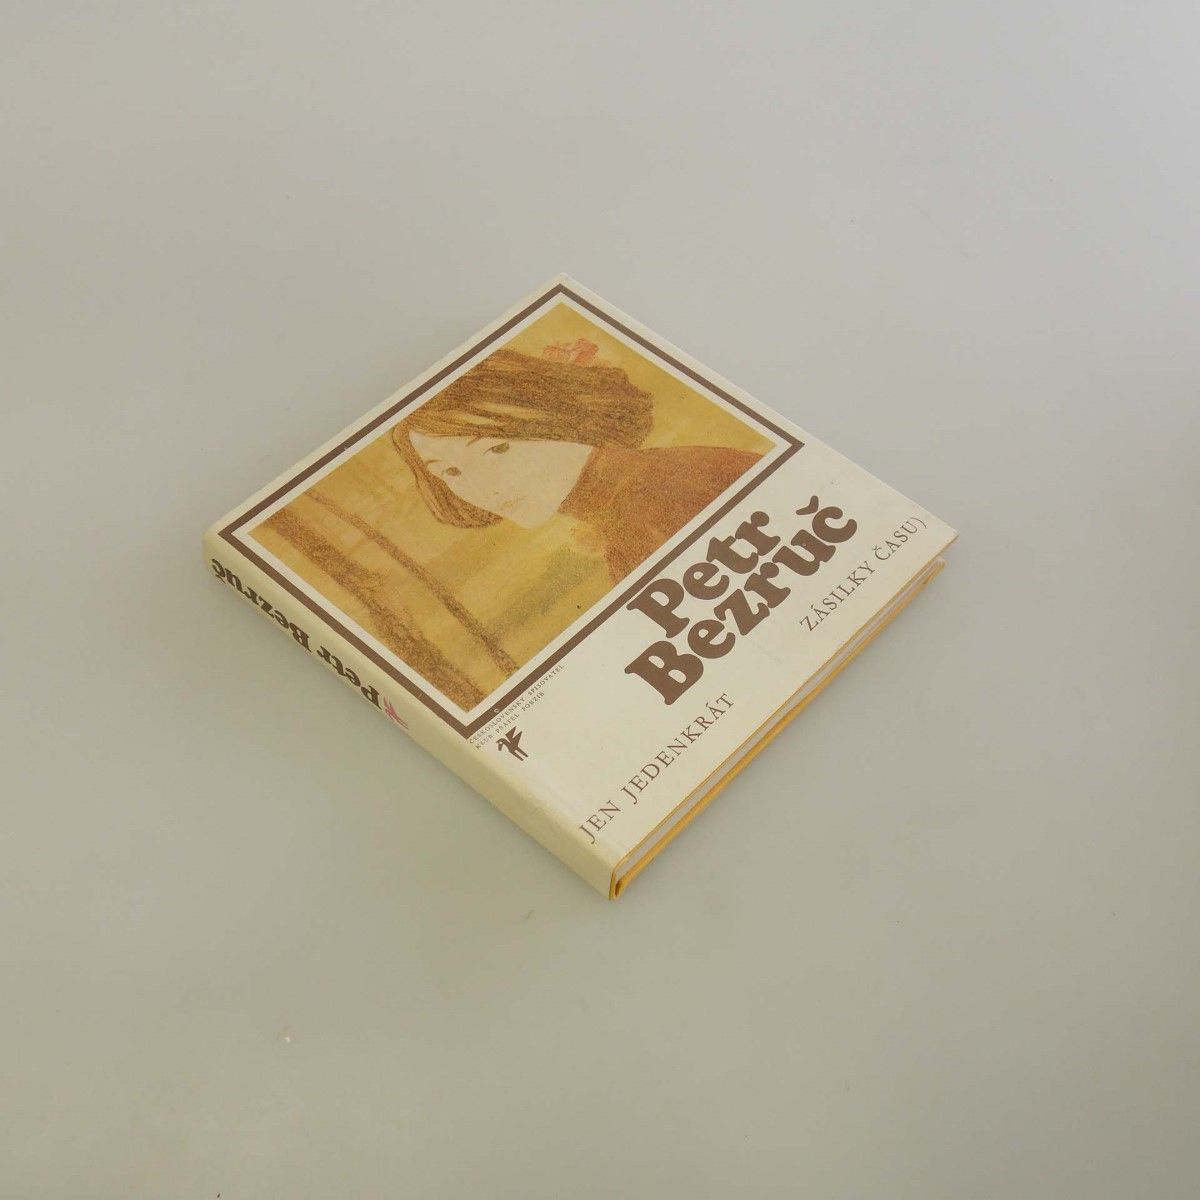 Petr
Bezruč
JEN JEDENKRÁT
ZÁSILKY ČASU)
ČESKOSLOVENSKÝ SPISOVATEL
KLUB PŘÁTEL POEZIE
Petr Bezruč